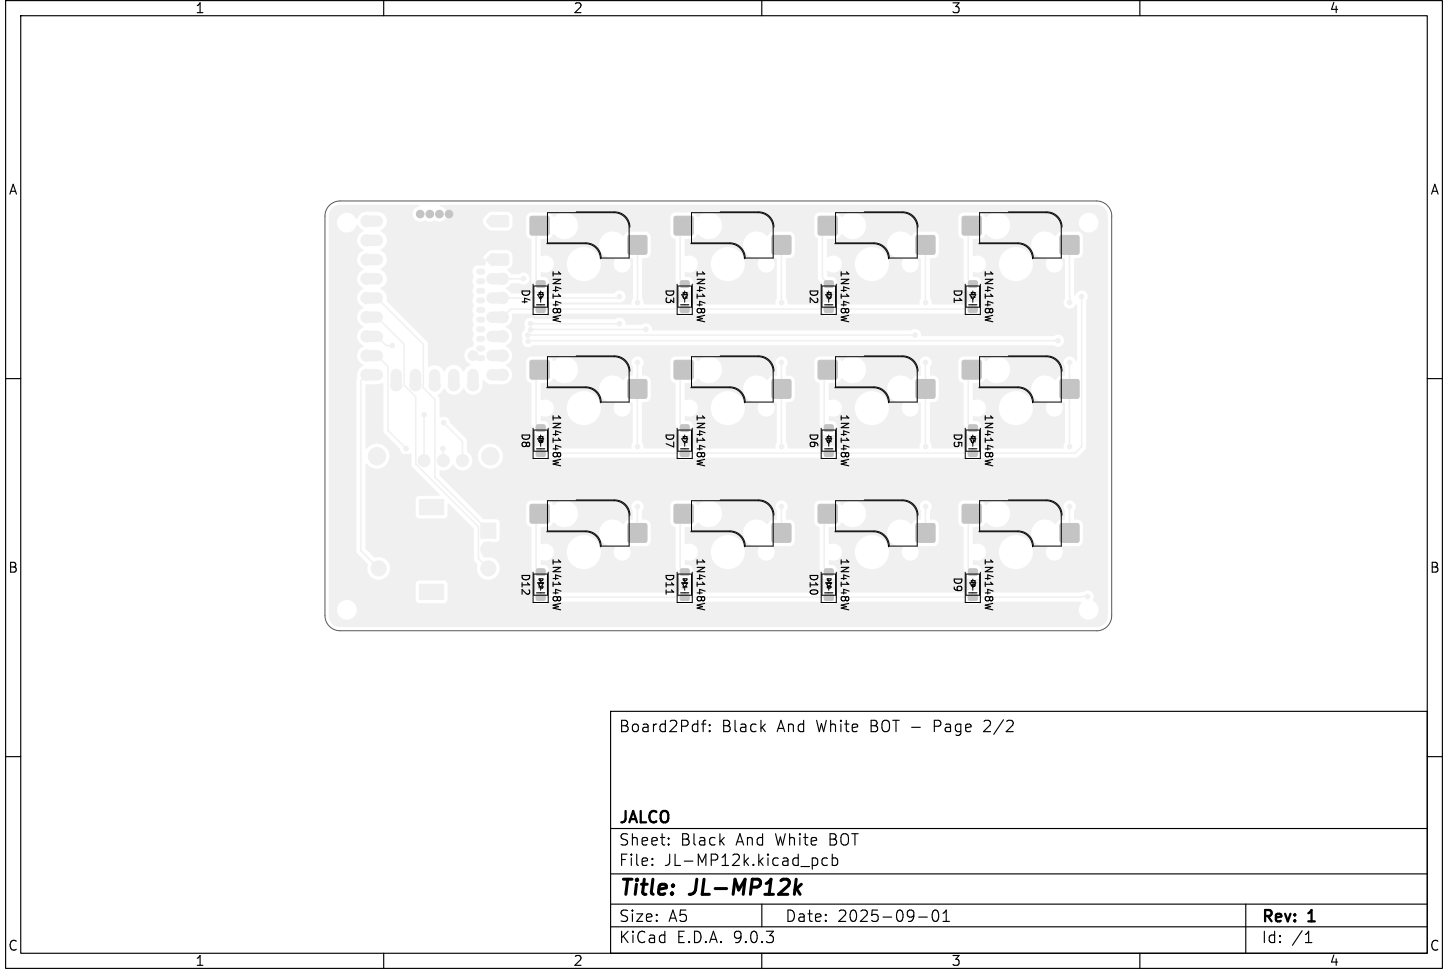 1 2 3 4
A A
D4 1N4148W D3 1N4148W D2 1N4148W D1 1N4148W
D8 1N4148W D7 1N4148W D6 1N4148W D5 1N4148W
B B
D12 1N4148W D11 1N4148W D10 1N4148W D9 1N4148W
Board2Pdf: Black And White BOT - Page 2/2
JALCO
Sheet: Black And White BOT
File: JL-MP12k.kicad_pcb
Title: JL-MP12k
Size: A5 Date: 2025-09-01 Rev: 1
KiCad E.D.A. 9.0.3 Id: /1
C C
1 2 3 4